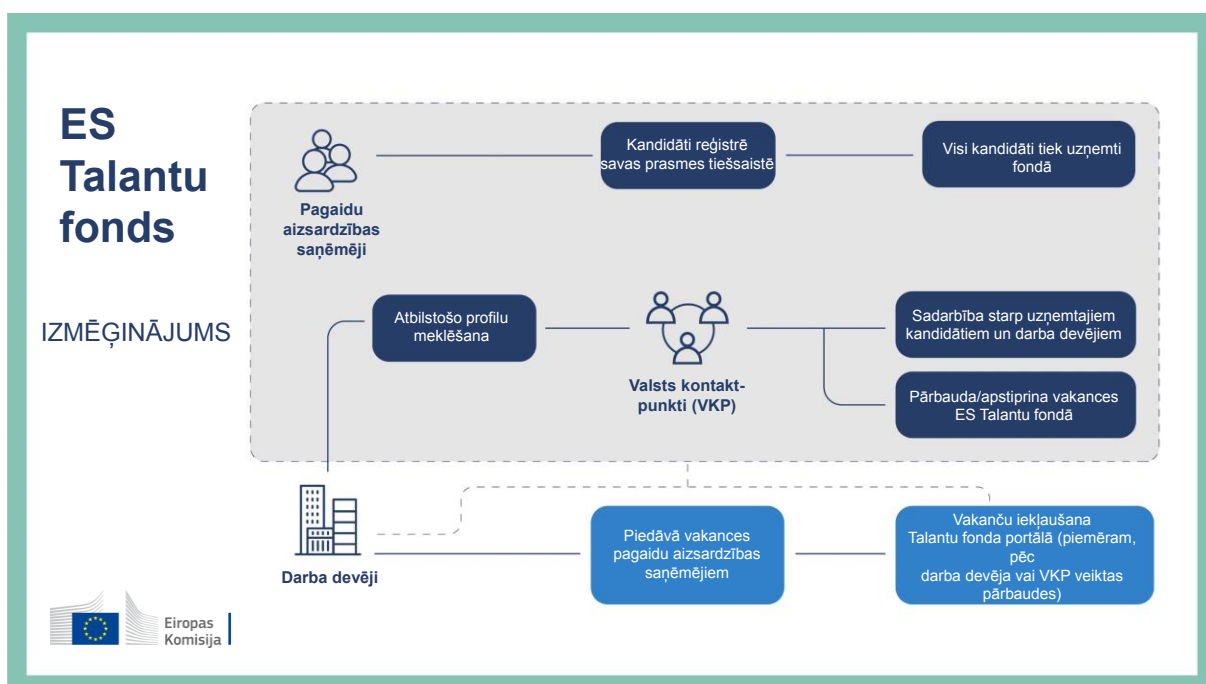 ES
Talantu
fonds
IZMĒĢINĀJUMS
Pagaidu
aizsardzības
saņēmēji
Kandidāti reģistrē
savas prasmes tiešsaistē
Visi kandidāti tiek uzņemti
fondā
Atbilstošo profilu
meklēšana
Valsts kontakt-
punkti (VKP)
Sadarbība starp uzņemtajiem
kandidātiem un darba devējiem
Pārbauda/apstiprina vakances
ES Talantu fondā
Darba devēji
Piedāvā vakances
pagaidu aizsardzības
saņēmējiem
Vakanču iekļaušana
Talantu fonda portālā (piemēram,
pēc
darba devēja vai VKP veiktas
pārbaudes)
Eiropas
Komisija